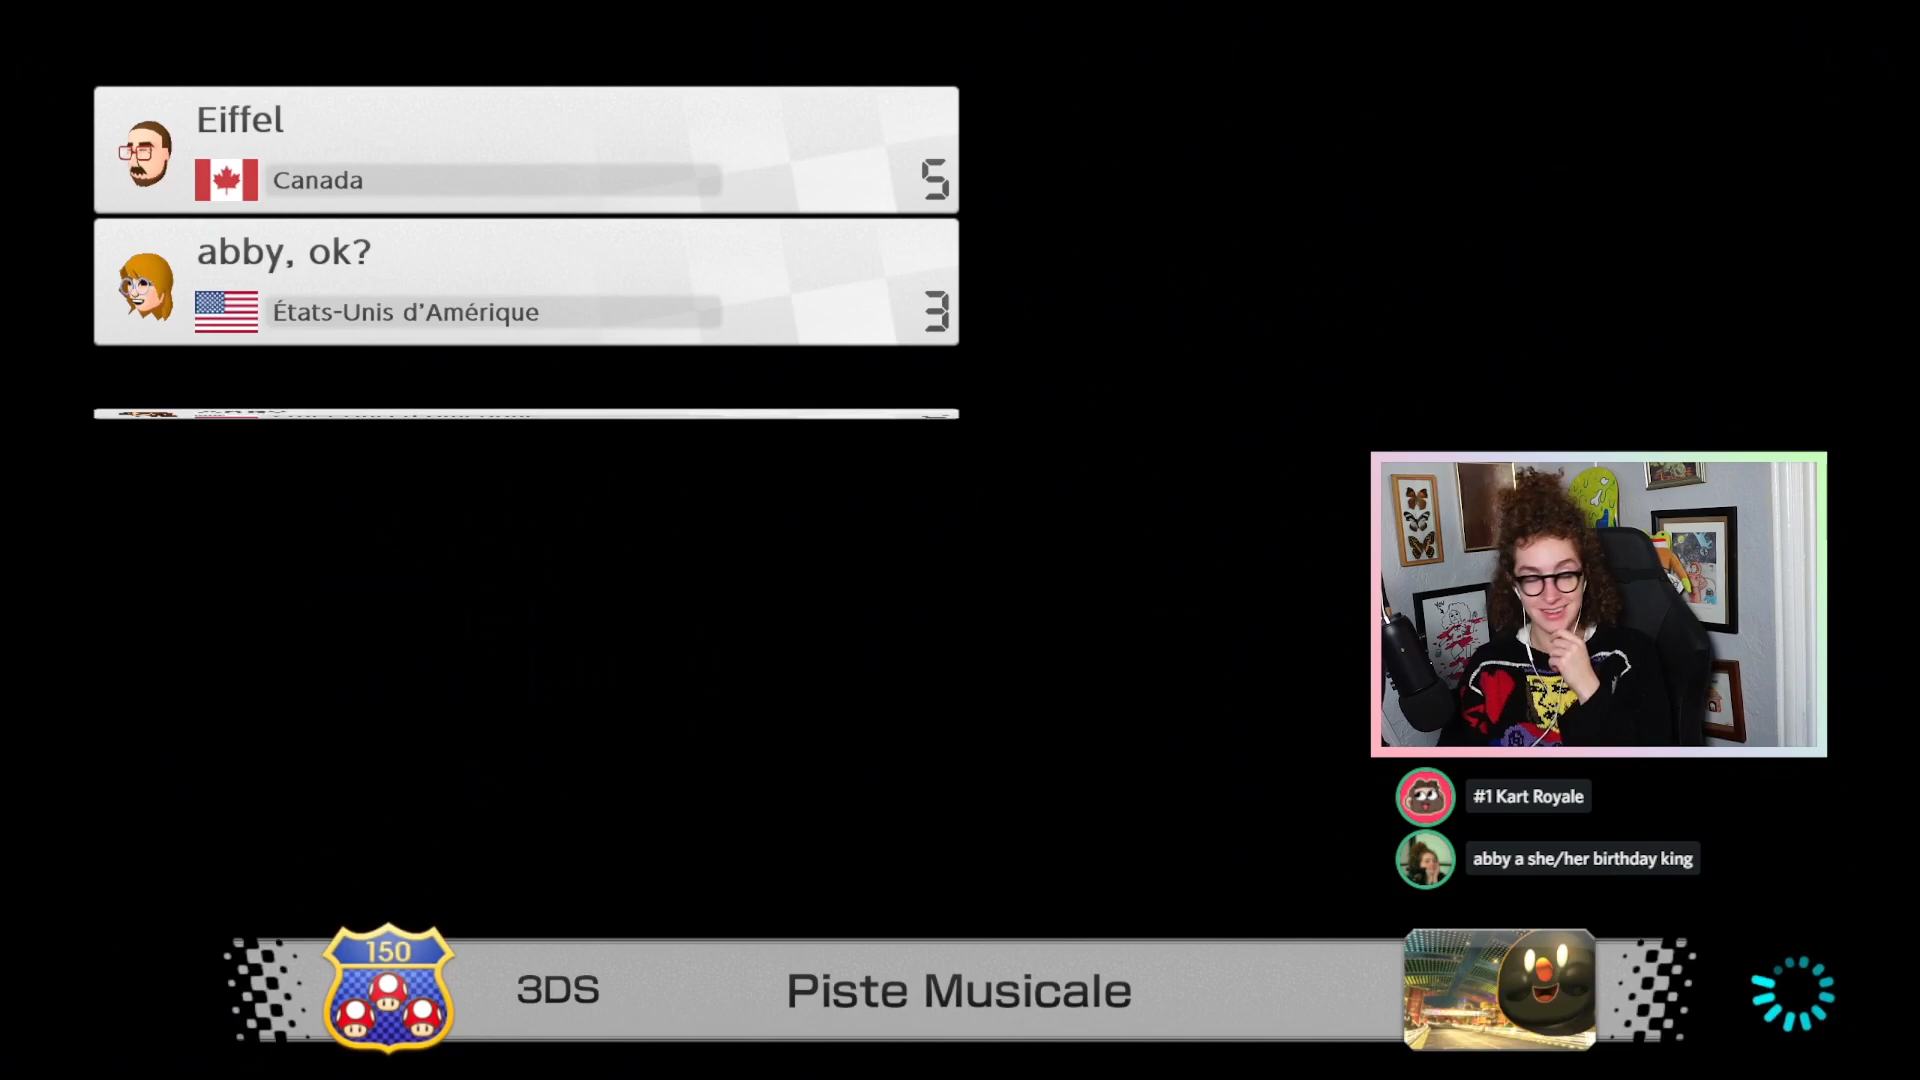 Eiffel
Canada
5
abby, ok?
États-Unis d'Amérique
3
#1 Kart Royale
abby a she/her birthday king
150
3DS
Piste Musicale